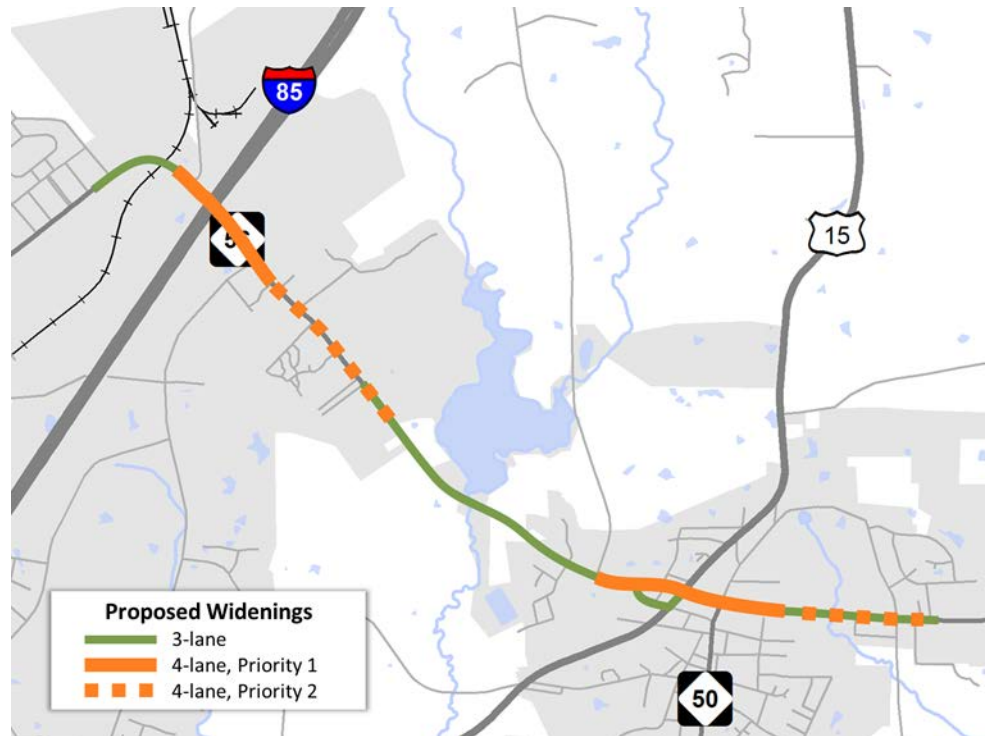 85
15
Proposed Widenings
3-lane
4-lane, Priority 1
4-lane, Priority 2
50